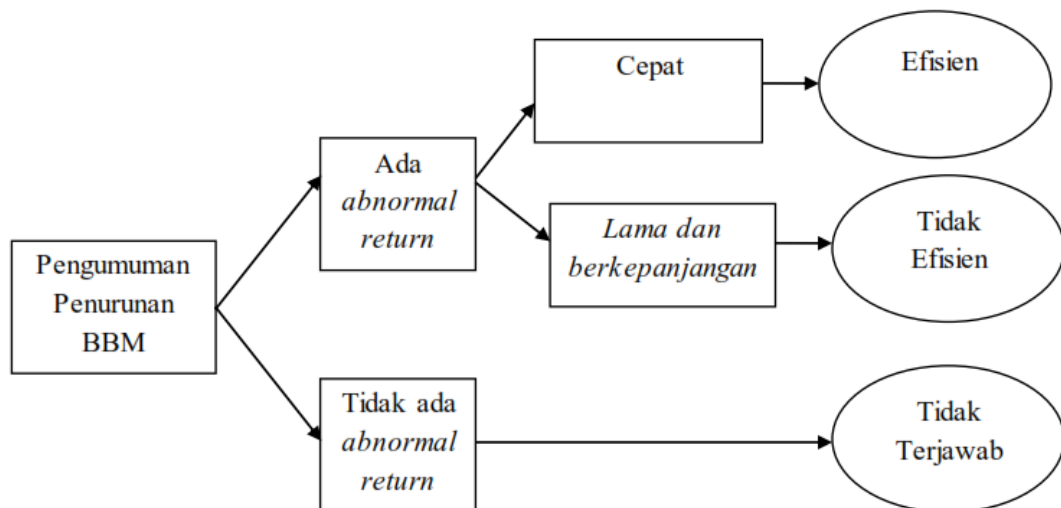 Pengumuman
Penurunan
BBM
Ada
abnormal
return
Cepat
Efisien
Lama dan
berkepanjangan
Tidak
Efisien
Tidak ada
abnormal
return
Tidak
Terjawab